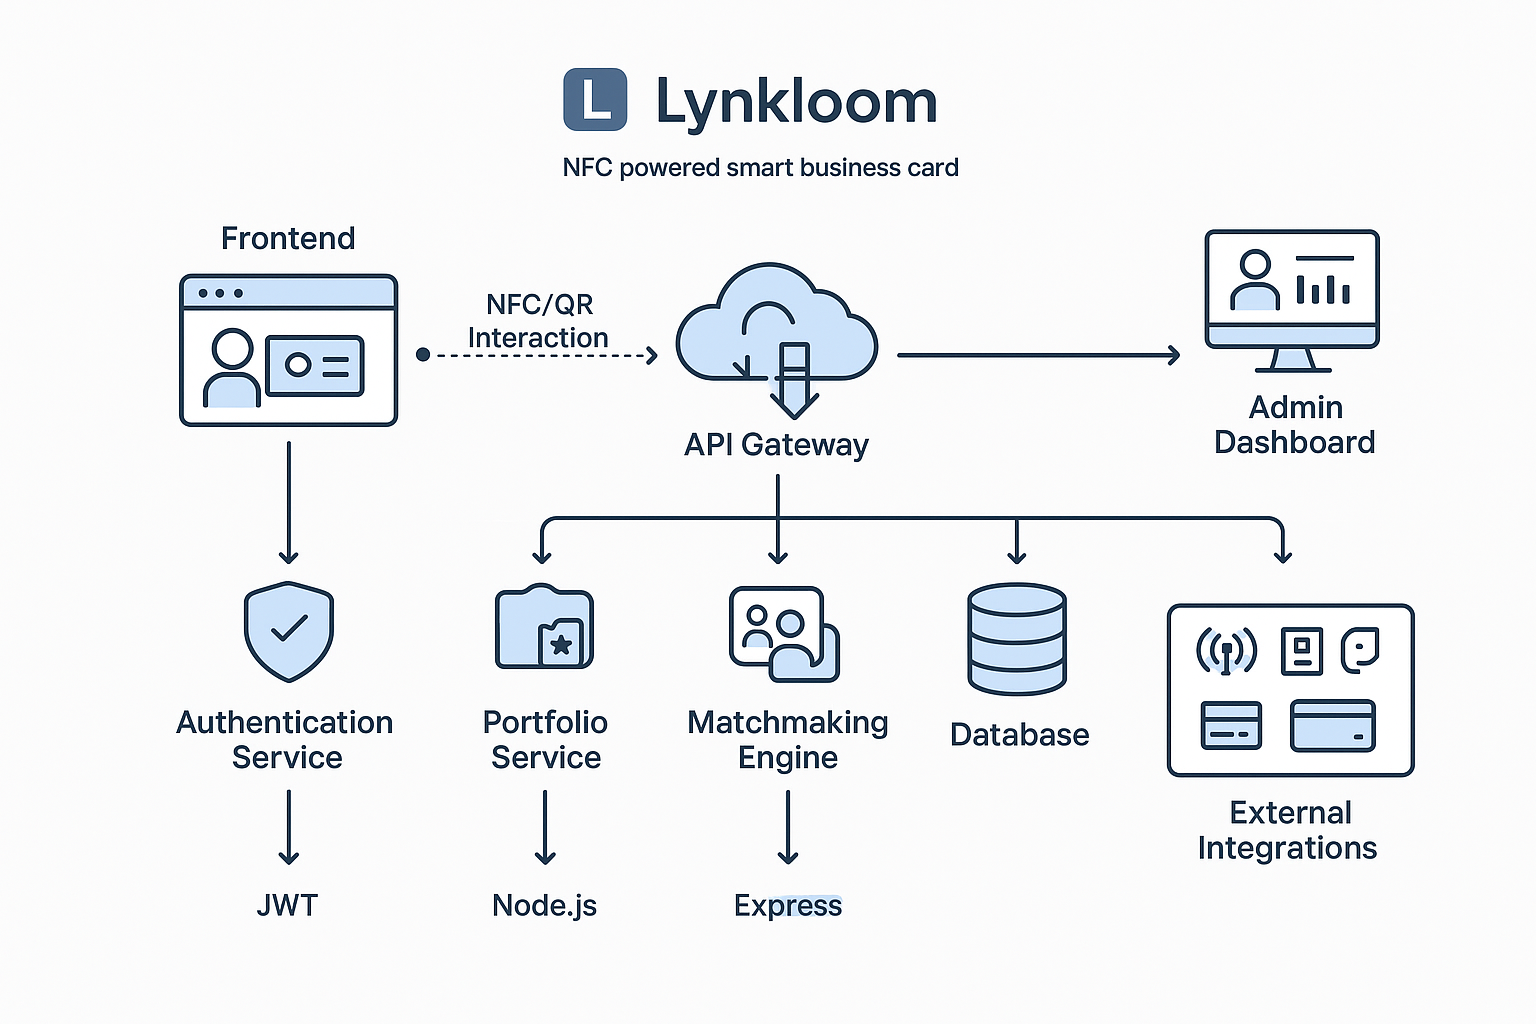 L Lynkloom
NFC powered smart business card
Frontend
NFC/QR
Interaction
API Gateway
Admin
Dashboard
Authentication
Service
Portfolio
Service
Matchmaking
Engine
Database
External
Integrations
JWT
Node.js
Express